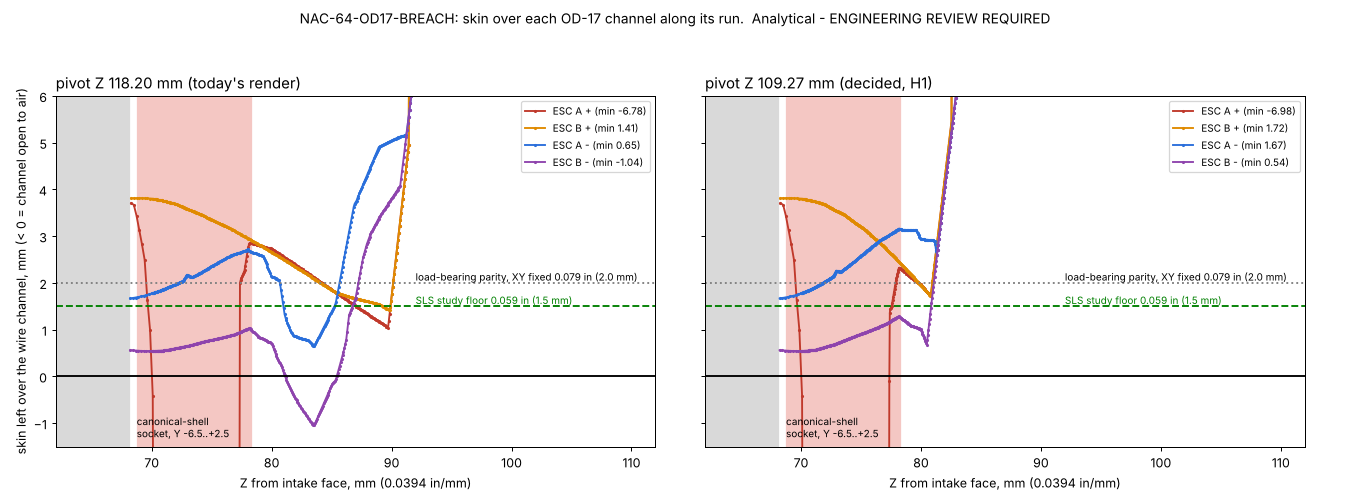 NAC-64-OD17-BREACH: skin over each OD-17 channel along its run.  Analytical - ENGINEERING REVIEW REQUIRED
pivot Z 118.20 mm (today's render)
skin left over the wire channel, mm (< 0 = channel open to air)
6
5
4
3
2
1
0
−1
ESC A + (min -6.78)
ESC B + (min 1.41)
ESC A - (min 0.65)
ESC B - (min -1.04)
load-bearing parity, XY fixed 0.079 in (2.0 mm)
SLS study floor 0.059 in (1.5 mm)
canonical-shell
socket, Y -6.5..+2.5
70
80
90
100
110
Z from intake face, mm (0.0394 in/mm)
pivot Z 109.27 mm (decided, H1)
ESC A + (min -6.98)
ESC B + (min 1.72)
ESC A - (min 1.67)
ESC B - (min 0.54)
load-bearing parity, XY fixed 0.079 in (2.0 mm)
SLS study floor 0.059 in (1.5 mm)
canonical-shell
socket, Y -6.5..+2.5
70
80
90
100
110
Z from intake face, mm (0.0394 in/mm)